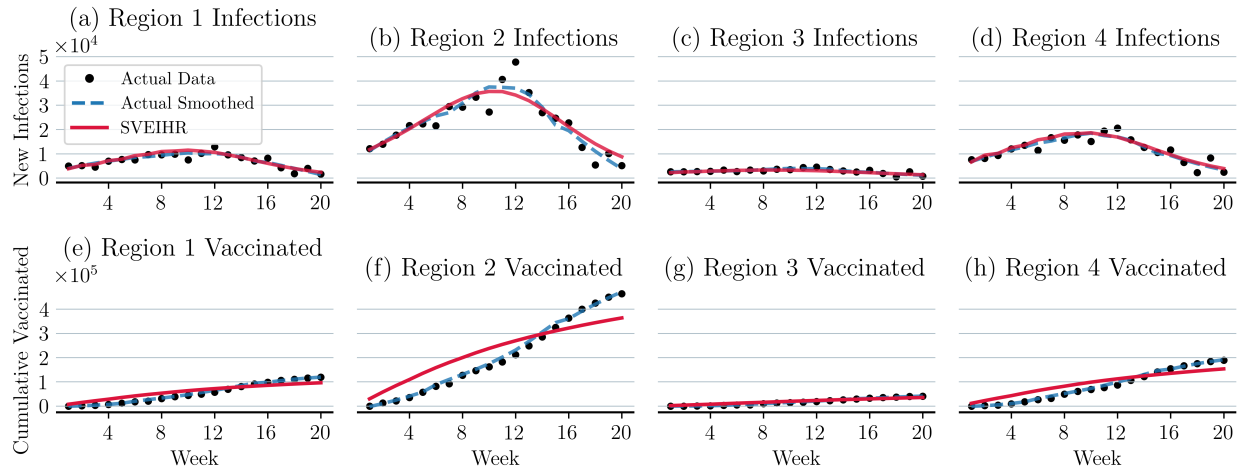 (a) Region 1 Infections
(b) Region 2 Infections
(c) Region 3 Infections
(d) Region 4 Infections
×10⁴
New Infections
5
4
3
2
1
0
Actual Data
Actual Smoothed
SVEIHR
4 8 12 16 20
4 8 12 16 20
4 8 12 16 20
4 8 12 16 20
(e) Region 1 Vaccinated
(f) Region 2 Vaccinated
(g) Region 3 Vaccinated
(h) Region 4 Vaccinated
×10⁵
Cumulative Vaccinated
4
3
2
1
0
4 8 12 16 20
4 8 12 16 20
4 8 12 16 20
4 8 12 16 20
Week
Week
Week
Week